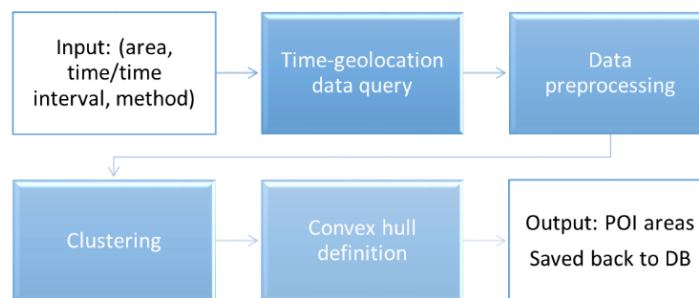 Input: (area,
time/time
interval, method)
Time-geolocation
data query
Data
preprocessing
Clustering
Convex hull
definition
Output: POI areas
Saved back to DB